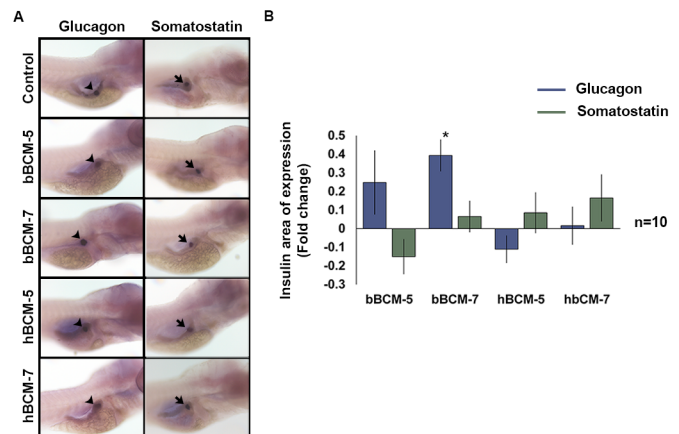 A
Glucagon Somatostatin
Control
bBCM-5
bBCM-7
hBCM-5
hBCM-7
B
Glucagon
Somatostatin
Insulin area of expression
(Fold change)
0.5
0.4
0.3
0.2
0.1
0
-0.1
-0.2
-0.3
*
bBCM-5 bBCM-7 hBCM-5 hbCM-7
n=10